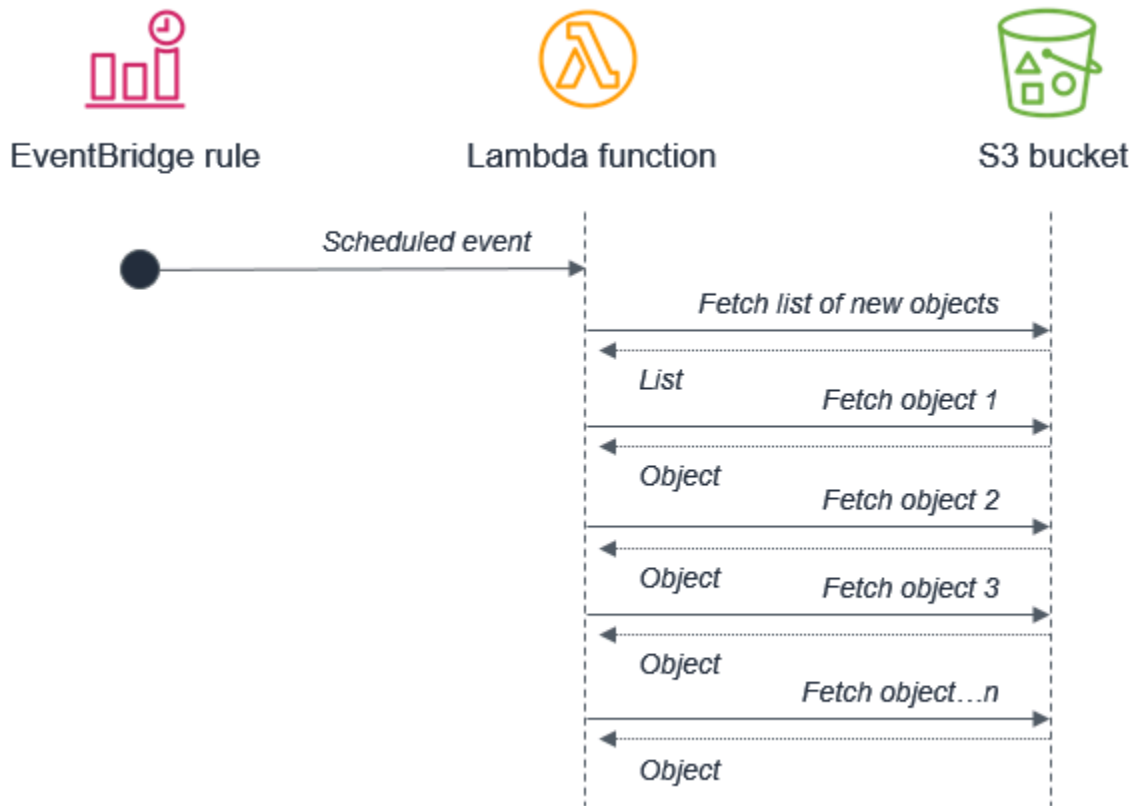 EventBridge rule
Lambda function
S3 bucket
Scheduled event
Fetch list of new objects
List
Fetch object 1
Object
Fetch object 2
Object
Fetch object 3
Object
Fetch object...n
Object